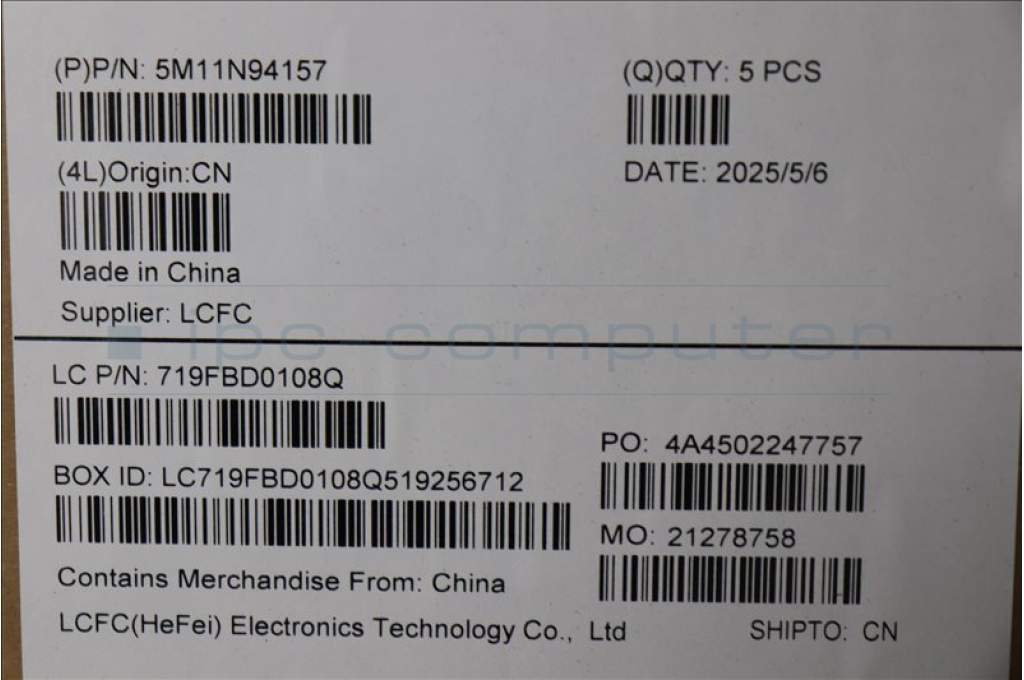 (P)P/N: 5M11N94157
(Q)QTY: 5 PCS
(4L)Origin:CN
DATE: 2025/5/6
Made in China
Supplier: LCFC
ipc-computer
LC P/N: 719FBD0108Q
PO: 4A4502247757
BOX ID: LC719FBD0108Q519256712
MO: 21278758
Contains Merchandise From: China
LCFC(HeFei) Electronics Technology Co., Ltd
SHIPTO: CN